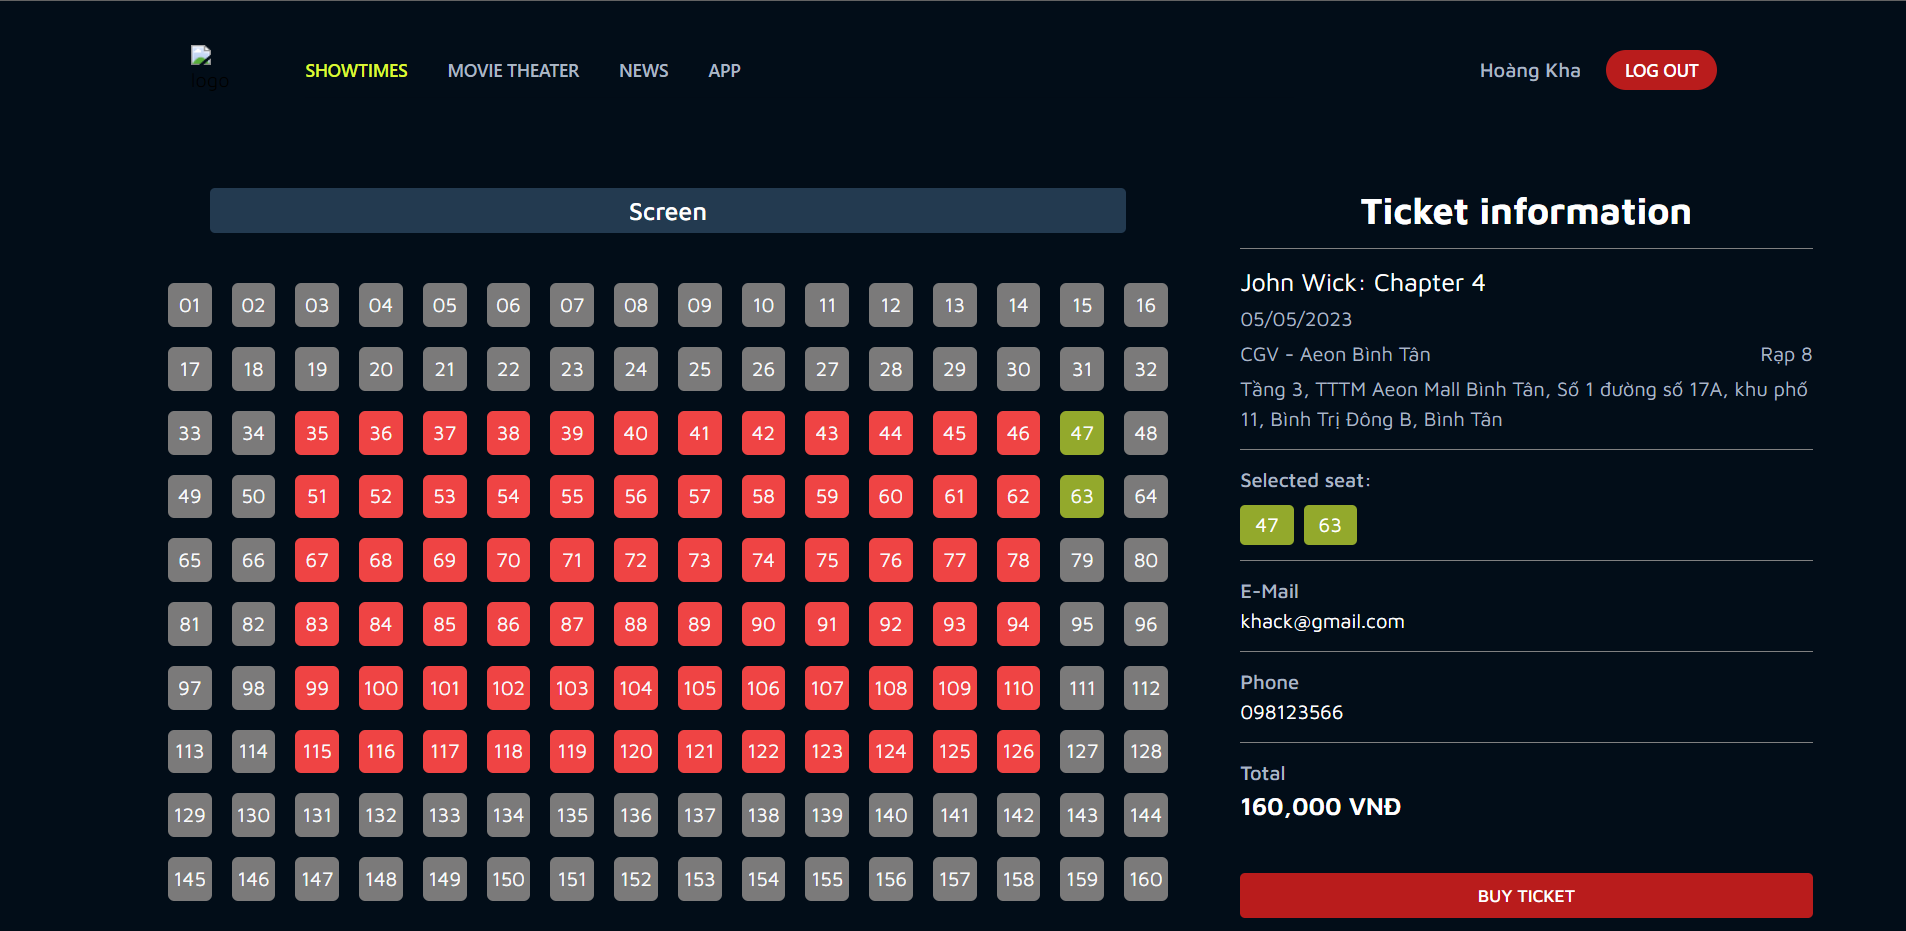 logo SHOWTIMES MOVIE THEATER NEWS APP Hoàng Kha LOG OUT
Screen
01 02 03 04 05 06 07 08 09 10 11 12 13 14 15 16
17 18 19 20 21 22 23 24 25 26 27 28 29 30 31 32
33 34 35 36 37 38 39 40 41 42 43 44 45 46 47 48
49 50 51 52 53 54 55 56 57 58 59 60 61 62 63 64
65 66 67 68 69 70 71 72 73 74 75 76 77 78 79 80
81 82 83 84 85 86 87 88 89 90 91 92 93 94 95 96
97 98 99 100 101 102 103 104 105 106 107 108 109 110 111 112
113 114 115 116 117 118 119 120 121 122 123 124 125 126 127 128
129 130 131 132 133 134 135 136 137 138 139 140 141 142 143 144
145 146 147 148 149 150 151 152 153 154 155 156 157 158 159 160
Ticket information
John Wick: Chapter 4
05/05/2023
CGV - Aeon Bình Tân Rạp 8
Tầng 3, TTTM Aeon Mall Bình Tân, Số 1 đường số 17A, khu phố
11, Bình Trị Đông B, Bình Tân
Selected seat:
47 63
E-Mail
khack@gmail.com
Phone
098123566
Total
160,000 VNĐ
BUY TICKET